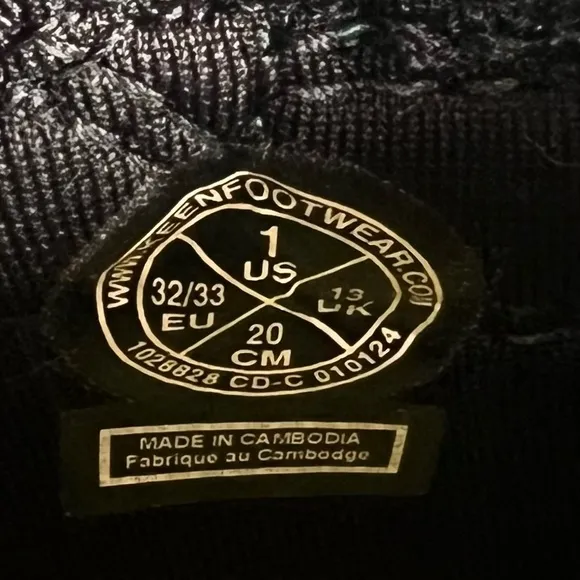 WWW.KEENFOOTWEAR.COM
1
US
32/33
EU
13
UK
20
CM
1028828 CD-C 010124
MADE IN CAMBODIA
Fabrique au Cambodge